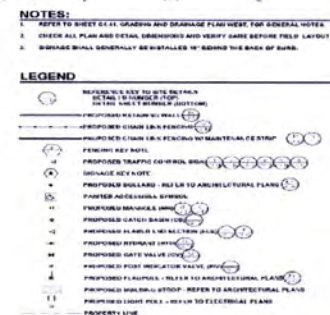 NOTES:
1. REFER TO SHEET C4.11, GRADING AND DRAINAGE PLAN WEST, FOR GENERAL NOTES.
2. CHECK ALL PLAN AND DETAIL DIMENSIONS AND VERIFY SAME BEFORE FIELD LAYOUT
3. SIGNAGE SHALL GENERALLY BE INSTALLED 18" BEHIND THE BACK OF CURB.
LEGEND
REFERENCE KEY TO SITE DETAILS
DETAIL ID NUMBER (TOP)
DETAIL SHEET NUMBER (BOTTOM)
PROPOSED RETAINING WALL
PROPOSED CHAIN LINK FENCING
PROPOSED CHAIN LINK FENCING W/ MAINTENANCE STRIP
FENCING KEY NOTE
PROPOSED TRAFFIC CONTROL SIGN
SIGNAGE KEY NOTE
PROPOSED BOLLARD - REFER TO ARCHITECTURAL PLANS
PAINTED ACCESSIBLE SYMBOL
PROPOSED MANHOLE (MH)
PROPOSED CATCH BASIN (CB)
PROPOSED FLARED END SECTION (FES)
PROPOSED HYDRANT (HYD)
PROPOSED GATE VALVE (GV)
PROPOSED POST INDICATOR VALVE (PIV)
PROPOSED FLAGPOLE - REFER TO ARCHITECTURAL PLANS
PROPOSED BUILDING STOOP - REFER TO ARCHITECTURAL PLANS
PROPOSED LIGHT POLE - REFER TO ELECTRICAL PLANS
PROPERTY LINE